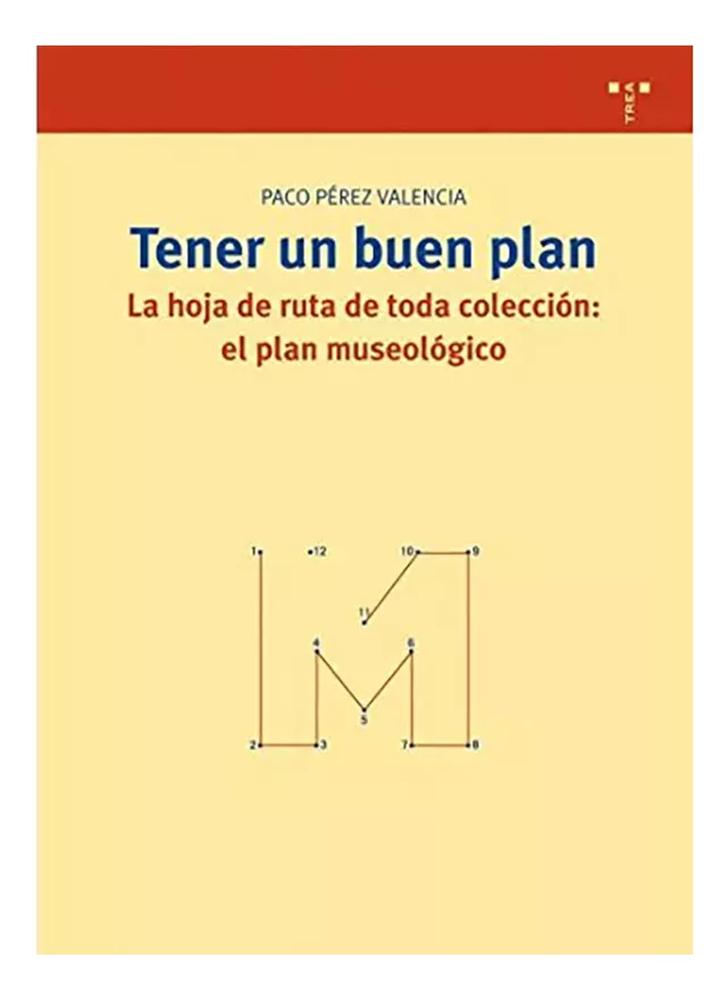 TREA
PACO PÉREZ VALENCIA
Tener un buen plan
La hoja de ruta de toda colección:
el plan museológico
1 12 10 9
11
4 6
5
2 3 7 8